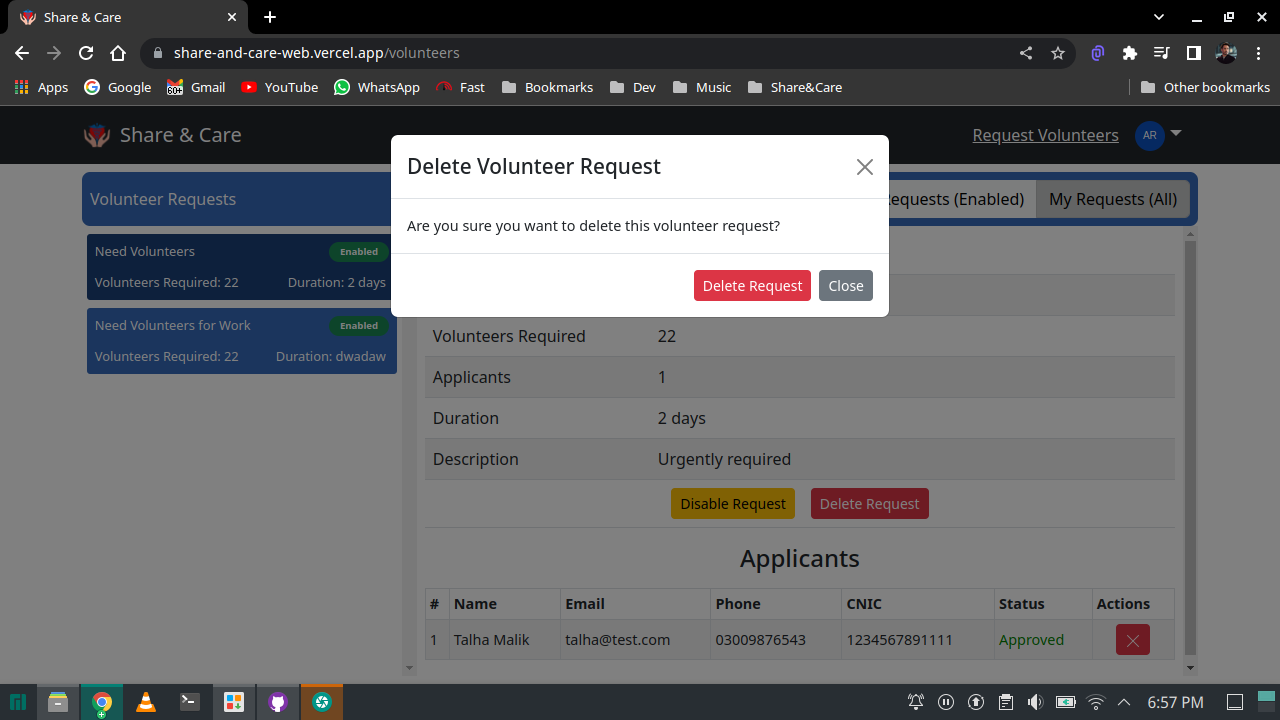 Share & Care
share-and-care-web.vercel.app/volunteers
Apps Google Gmail YouTube WhatsApp Fast Bookmarks Dev Music Share&Care Other bookmarks
60+
Share & Care Request Volunteers AR
Delete Volunteer Request
Are you sure you want to delete this volunteer request?
Delete Request Close
Volunteer Requests
equests (Enabled) My Requests (All)
Need Volunteers Enabled
Volunteers Required: 22 Duration: 2 days
Need Volunteers for Work Enabled
Volunteers Required: 22 Duration: dwadaw
Volunteers Required 22
Applicants 1
Duration 2 days
Description Urgently required
Disable Request Delete Request
Applicants
# Name Email Phone CNIC Status Actions
1 Talha Malik talha@test.com 03009876543 1234567891111 Approved
6:57 PM